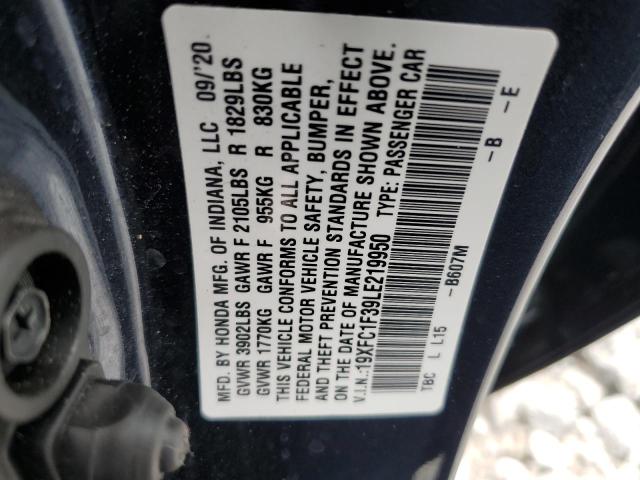 MFD. BY HONDA MFG. OF INDIANA, LLC 09/'20
GVWR 3902LBS GAWR F 2105LBS R 1829LBS
GVWR 1770KG GAWR F 955KG R 830KG
THIS VEHICLE CONFORMS TO ALL APPLICABLE
FEDERAL MOTOR VEHICLE SAFETY, BUMPER,
AND THEFT PREVENTION STANDARDS IN EFFECT
ON THE DATE OF MANUFACTURE SHOWN ABOVE.
V.I.N.:19XFC1F39LE219950 TYPE: PASSENGER CAR
TBC L L15 -B607M -B -E